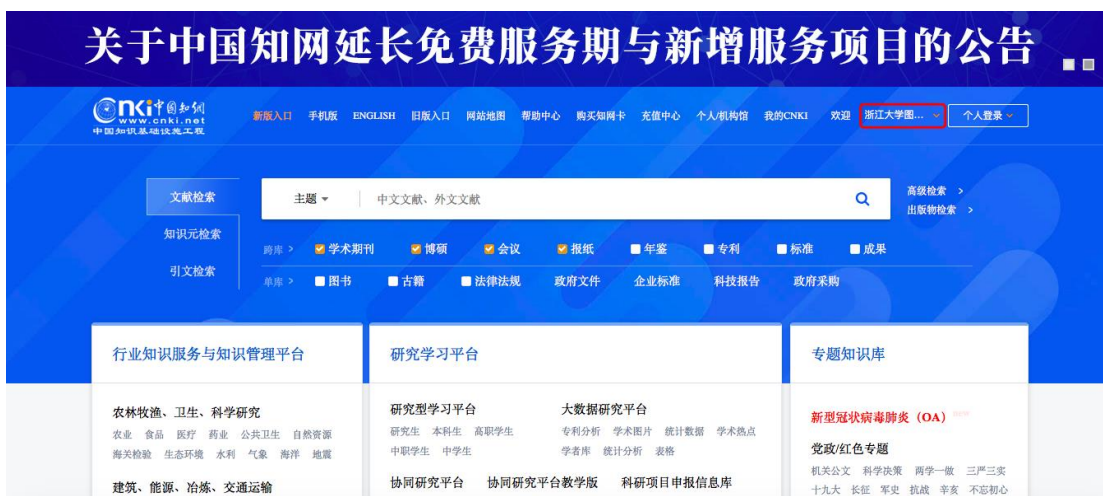 关于中国知网延长免费服务期与新增服务项目的公告
cnki中国知网
www.cnki.net
中国知识基础设施工程
新版入口 手机版 ENGLISH 旧版入口 网站地图 帮助中心 购买知网卡 充值中心 个人/机构馆 我的CNKI 欢迎 浙江大学图... 个人登录
文献检索 主题 中文文献、外文文献 高级检索 >
出版物检索 >
知识元检索
跨库 > 学术期刊 博硕 会议 报纸 年鉴 专利 标准 成果
引文检索
单库 > 图书 古籍 法律法规 政府文件 企业标准 科技报告 政府采购
行业知识服务与知识管理平台 研究学习平台 专题知识库
农林牧渔、卫生、科学研究 研究型学习平台 大数据研究平台 新型冠状病毒肺炎（OA）
农业 食品 医疗 药业 公共卫生 自然资源 研究生 本科生 高职学生 专利分析 学术图片 统计数据 学术热点
海关检验 生态环境 水利 气象 海洋 地震 中职学生 中学生 学者库 统计分析 表格 党政/红色专题
机关公文 科学决策 两学一做 三严三实
建筑、能源、冶炼、交通运输 协同研究平台 协同研究平台教学版 科研项目申报信息库 十九大 长征 军史 抗战 辛亥 不忘初心